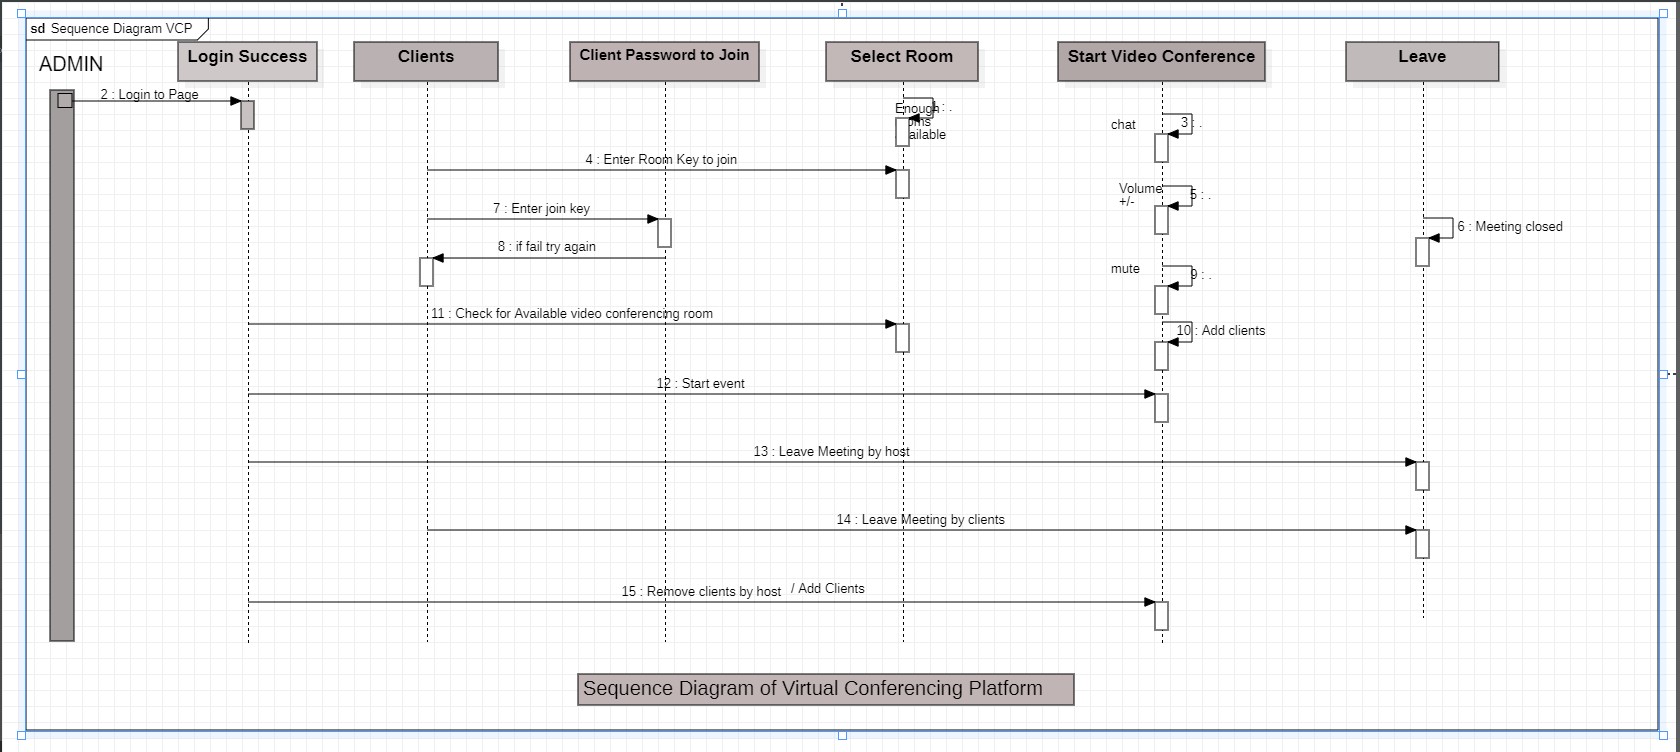 sd Sequence Diagram VCP
ADMIN
Login Success
Clients
Client Password to Join
Select Room
Start Video Conference
Leave
2 : Login to Page
Enough
: .
ailable
chat
3 : .
4 : Enter Room Key to join
Volume
+/-
5 : .
7 : Enter join key
6 : Meeting closed
8 : if fail try again
mute
9 : .
11 : Check for Available video conferencing room
10 : Add clients
12 : Start event
13 : Leave Meeting by host
14 : Leave Meeting by clients
15 : Remove clients by host / Add Clients
Sequence Diagram of Virtual Conferencing Platform